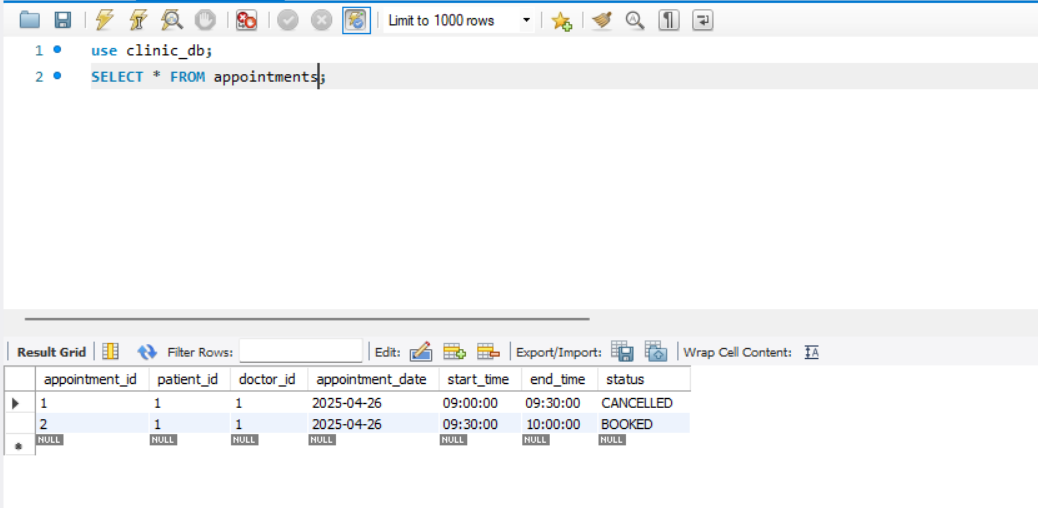 Limit to 1000 rows
1 use clinic_db;
2 SELECT * FROM appointments;
Result Grid Filter Rows: Edit: Export/Import: Wrap Cell Content:
appointment_id patient_id doctor_id appointment_date start_time end_time status
1 1 1 2025-04-26 09:00:00 09:30:00 CANCELLED
2 1 1 2025-04-26 09:30:00 10:00:00 BOOKED
NULL NULL NULL NULL NULL NULL NULL